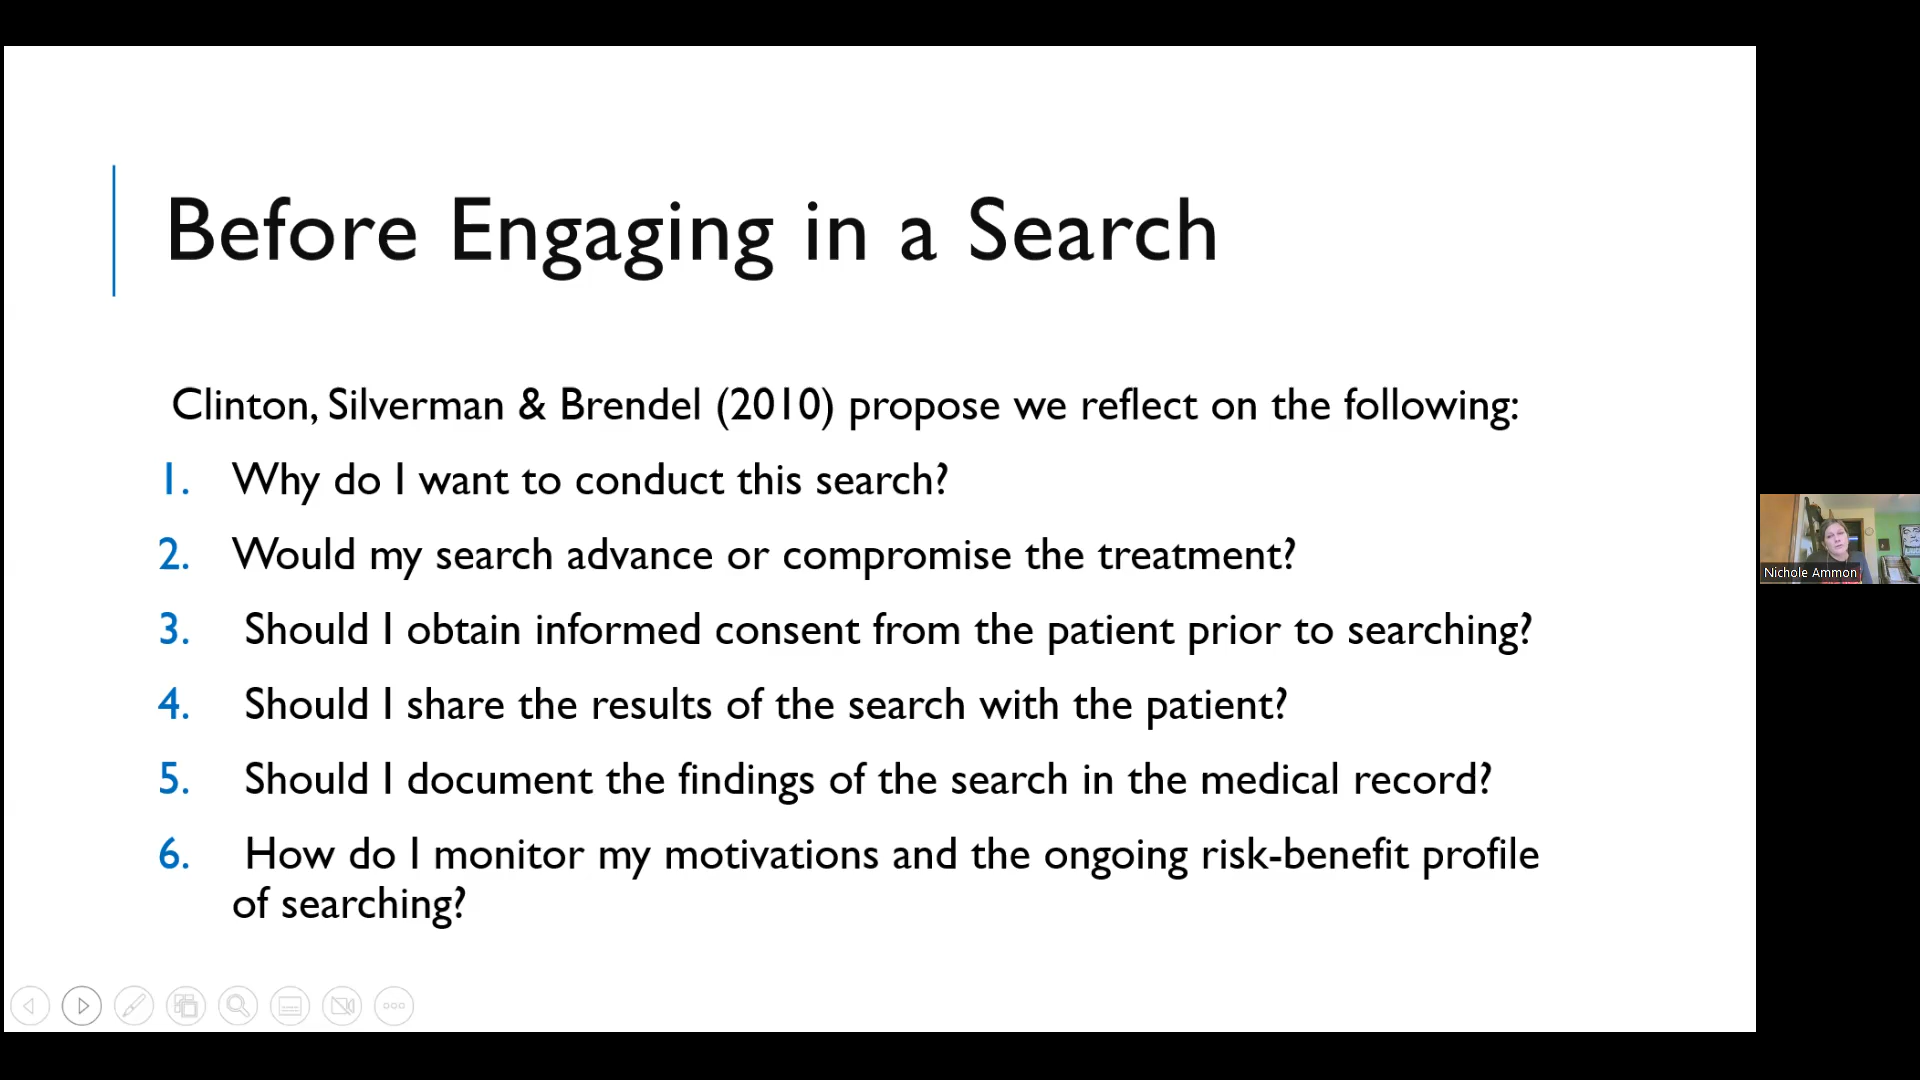 Before Engaging in a Search
Clinton, Silverman & Brendel (2010) propose we reflect on the following:
1. Why do I want to conduct this search?
2. Would my search advance or compromise the treatment?
3. Should I obtain informed consent from the patient prior to searching?
4. Should I share the results of the search with the patient?
5. Should I document the findings of the search in the medical record?
6. How do I monitor my motivations and the ongoing risk-benefit profile
of searching?
Nichole Ammon